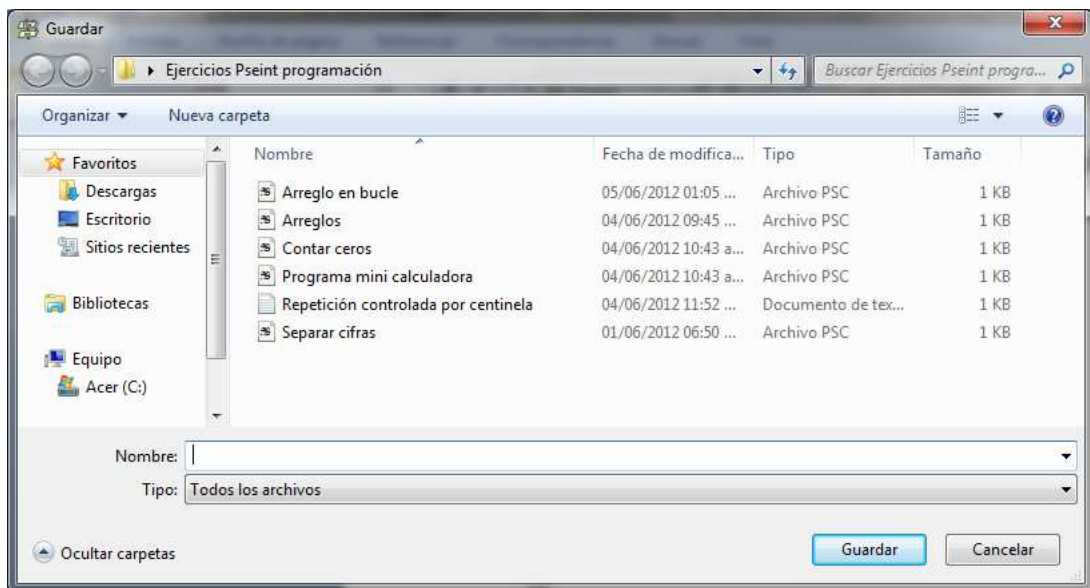 Guardar
Ejercicios Pseint programación
Buscar Ejercicios Pseint progra...
Organizar Nueva carpeta
Favoritos
Descargas
Escritorio
Sitios recientes
Bibliotecas
Equipo
Acer (C:)
Nombre Fecha de modifica... Tipo Tamaño
Arreglo en bucle 05/06/2012 01:05 ... Archivo PSC 1 KB
Arreglos 04/06/2012 09:45 ... Archivo PSC 1 KB
Contar ceros 04/06/2012 10:43 a... Archivo PSC 1 KB
Programa mini calculadora 04/06/2012 10:43 a... Archivo PSC 1 KB
Repetición controlada por centinela 04/06/2012 11:52 ... Documento de tex... 1 KB
Separar cifras 01/06/2012 06:50 ... Archivo PSC 1 KB
Nombre:
Tipo: Todos los archivos
Ocultar carpetas Guardar Cancelar